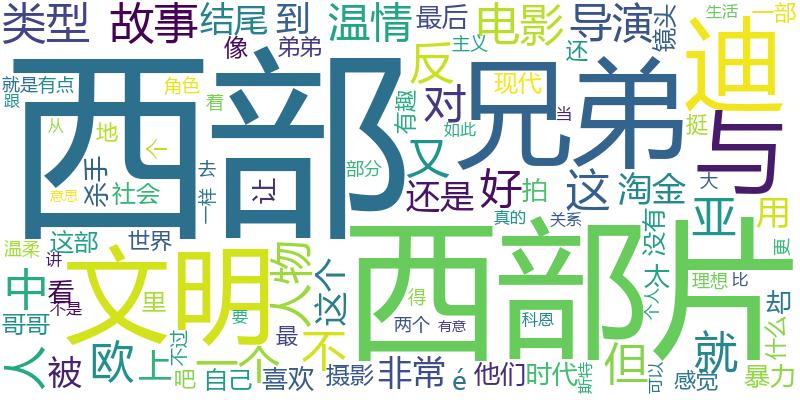 类型
故事
结尾
到
温情
最后
电影
导演
镜头
生活
一部
像
弟弟
主义
还
就是
有点
跟
角色
着
反
现代
迪
西部
兄弟
有趣
对
当
挺
与
从
地
个
杀手
社会
一样
去
让
部分
又
如此
还是
好
拍
这
淘金
大
亚
用
意思
真的
关系
没有
温柔
这部
世界
文明
人物
西部片
更
讲
中
看
不是
里
这个
得
要
最
两个
有意
科恩
个人
太
理想
比
却
哥哥
人
被
欧
上
不过
吧
一个
自己
喜欢
不
摄影
非常
é
他们
时代
斯特
但
可以
就
感觉
什么
暴力